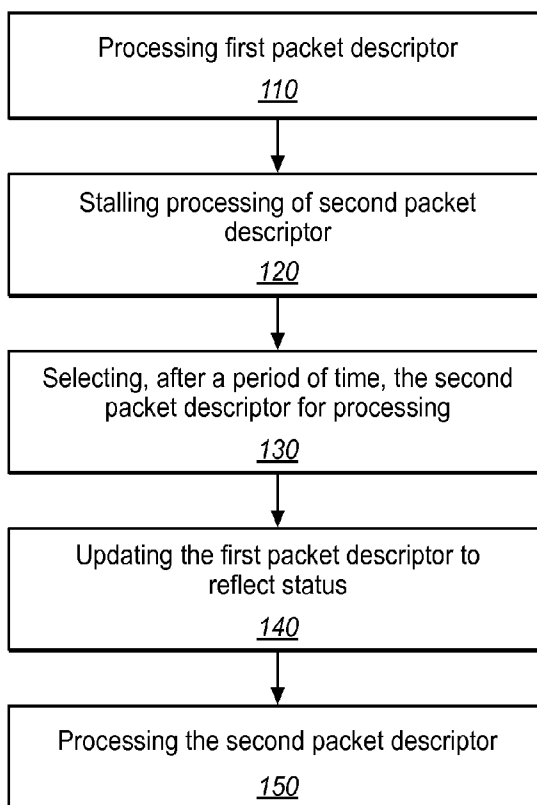 Processing first packet descriptor
110
Stalling processing of second packet
descriptor
120
Selecting, after a period of time, the second
packet descriptor for processing
130
Updating the first packet descriptor to
reflect status
140
Processing the second packet descriptor
150